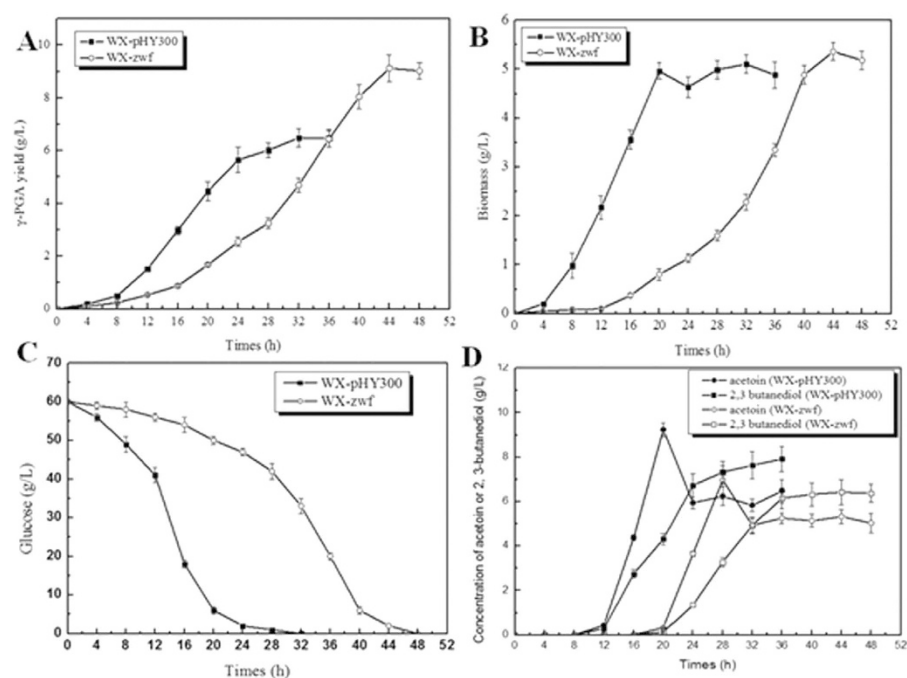 A
WX-pHY300
WX-zwf
γ-PGA yield (g/L)
10
8
6
4
2
0
0 4 8 12 16 20 24 28 32 36 40 44 48 52
Times (h)
B
WX-pHY300
WX-zwf
Biomass (g/L)
6
5
4
3
2
1
0
0 4 8 12 16 20 24 28 32 36 40 44 48 52
Times (h)
C
WX-pHY300
WX-zwf
Glucose (g/L)
70
60
50
40
30
20
10
0
0 4 8 12 16 20 24 28 32 36 40 44 48 52
Times (h)
D
acetoin (WX-pHY300)
2,3 butanediol (WX-pHY300)
acetoin (WX-zwf)
2,3 butanediol (WX-zwf)
Concentration of acetoin or 2, 3-butanediol (g/L)
12
10
8
6
4
2
0
0 4 8 12 16 20 24 28 32 36 40 44 48 52
Times (h)